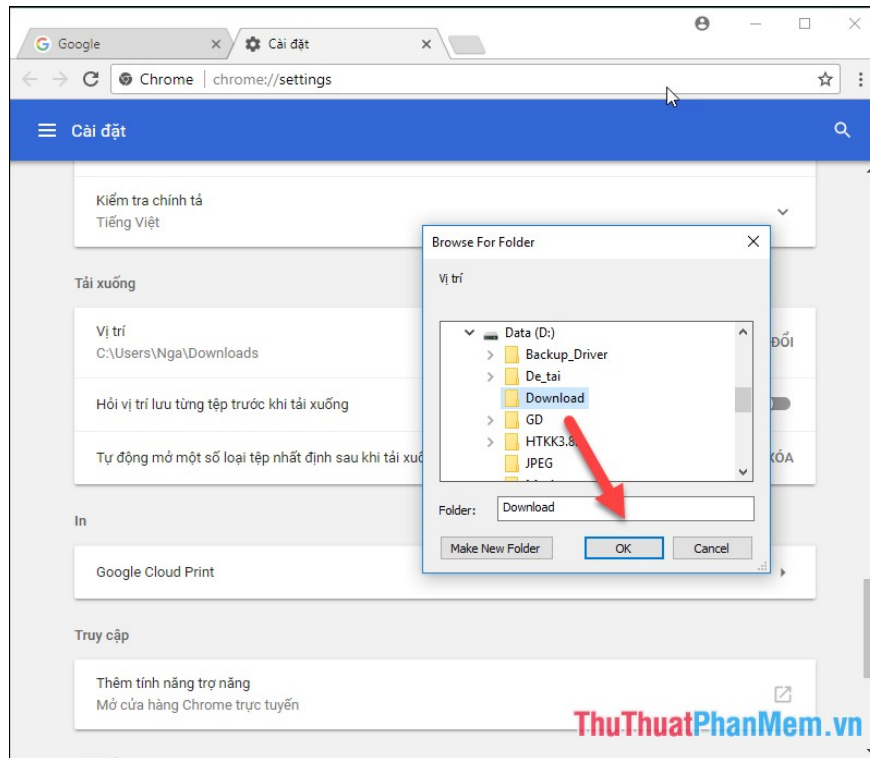 Google
Cài đặt
Chrome chrome://settings
Cài đặt
Kiểm tra chính tả
Tiếng Việt
Tải xuống
Vị trí
C:\Users\Nga\Downloads
ĐỔI
Hỏi vị trí lưu từng tệp trước khi tải xuống
Tự động mở một số loại tệp nhất định sau khi tải
XÓA
In
Google Cloud Print
Truy cập
Thêm tính năng trợ năng
Mở cửa hàng Chrome trực tuyến
Browse For Folder
Vị trí
Data (D:)
Backup_Driver
De_tai
Download
GD
HTKK3.8
JPEG
Folder: Download
Make New Folder OK Cancel
ThuThuatPhanMem.vn